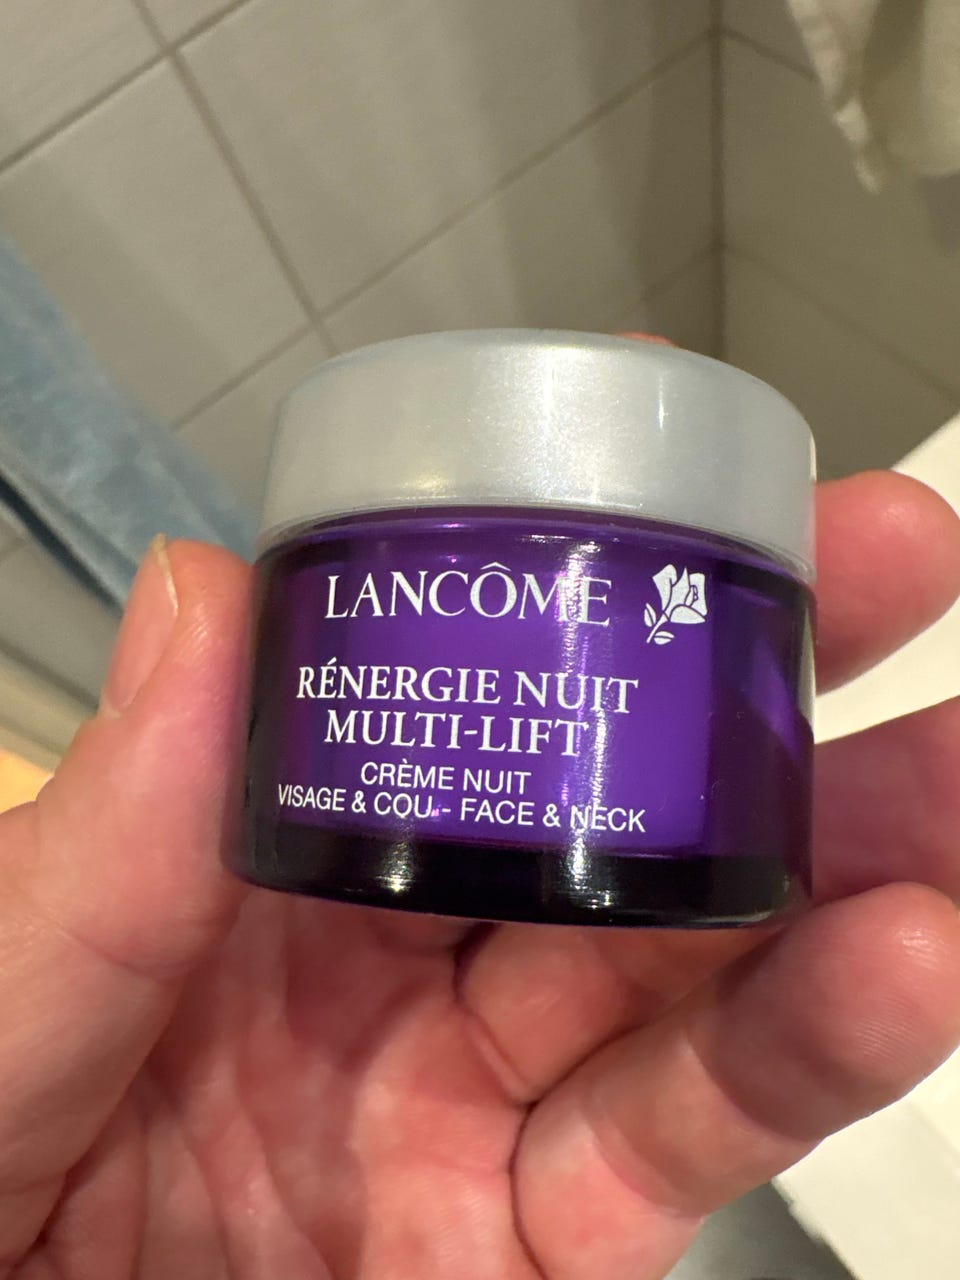 LANCÔME
RÉNERGIE NUIT
MULTI-LIFT
CRÈME NUIT
VISAGE & COU - FACE & NECK